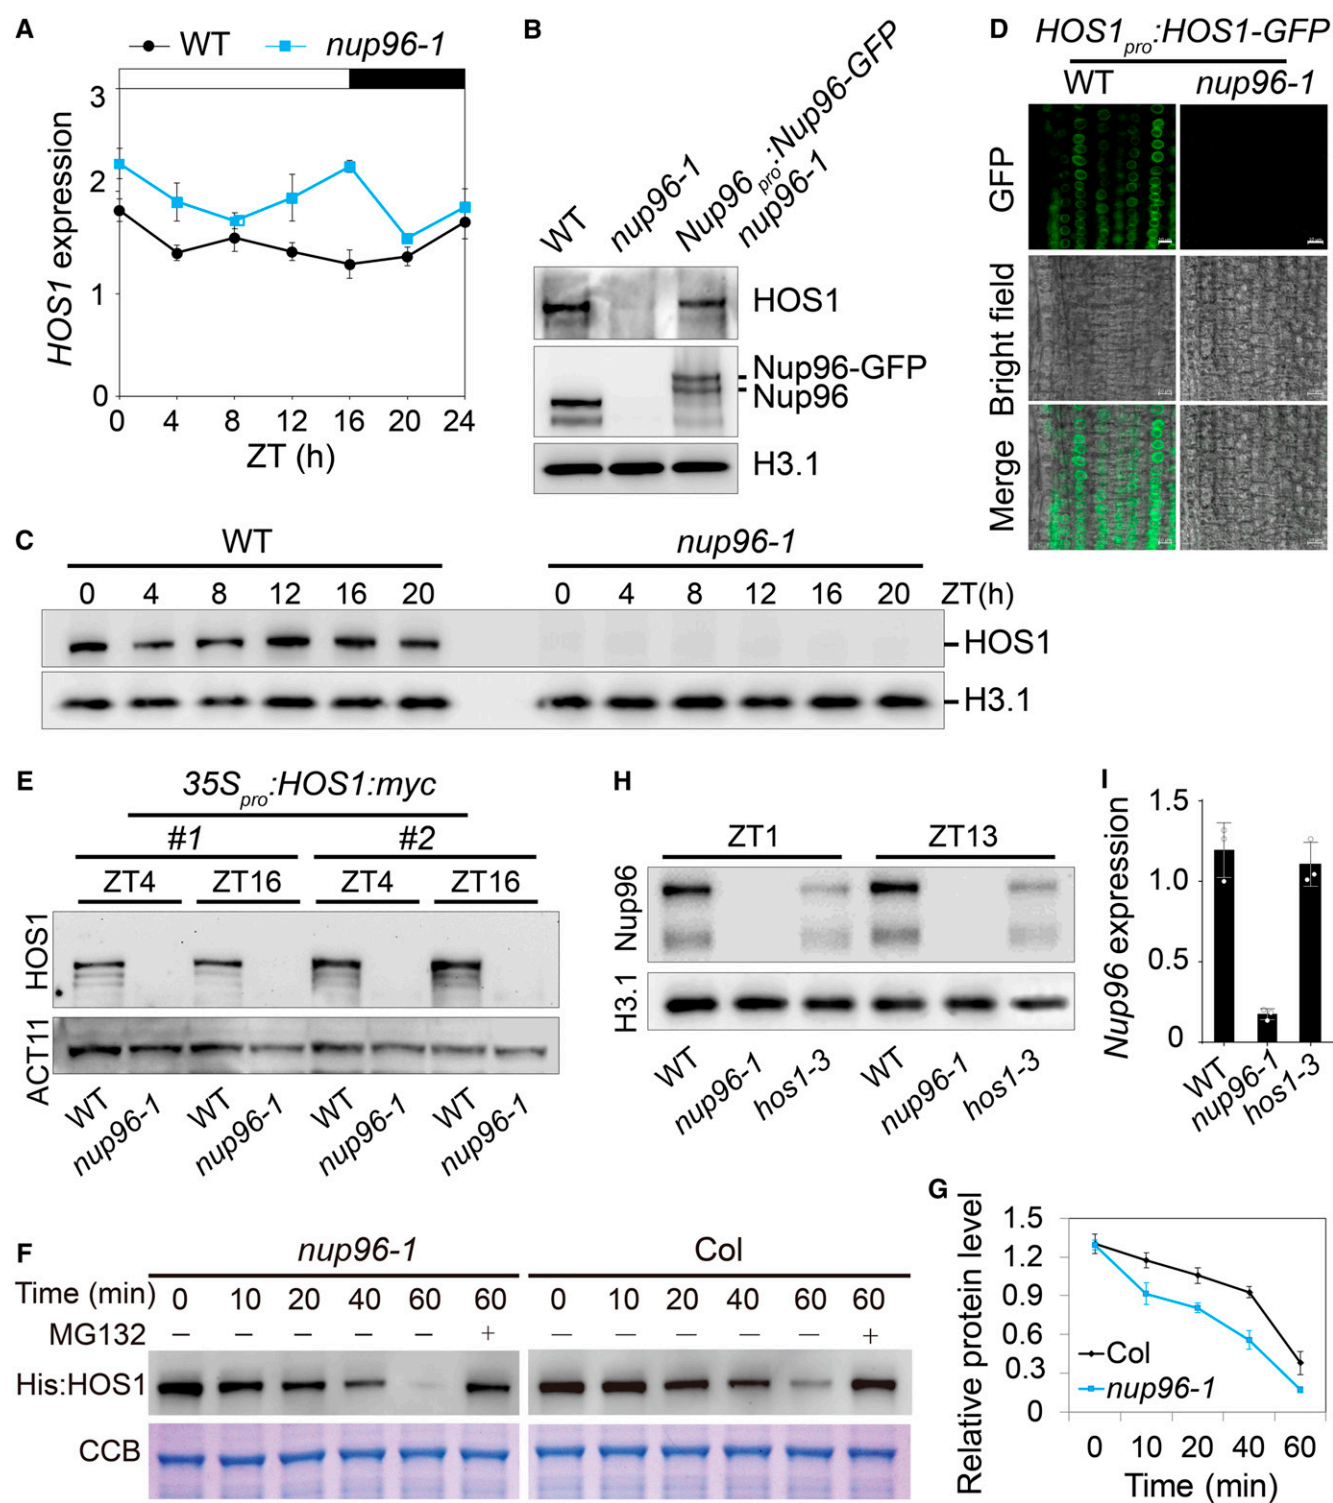 A
WT nup96-1
3
2
1
0
HOS1 expression
0 4 8 12 16 20 24
ZT (h)
B
WT
nup96-1
Nup96pro:Nup96-GFP
nup96-1
HOS1
Nup96-GFP
Nup96
H3.1
D HOS1pro:HOS1-GFP
WT nup96-1
GFP
Bright field
Merge
C
WT nup96-1
0 4 8 12 16 20 0 4 8 12 16 20 ZT(h)
HOS1
H3.1
E 35Spro:HOS1:myc
#1 #2
ZT4 ZT16 ZT4 ZT16
HOS1
ACT11
WT nup96-1 WT nup96-1 WT nup96-1 WT nup96-1
H
ZT1 ZT13
Nup96
H3.1
WT nup96-1 hos1-3 WT nup96-1 hos1-3
I
Nup96 expression
1.5
1.0
0.5
0
WT nup96-1 hos1-3
F nup96-1 Col
Time (min) 0 10 20 40 60 60 0 10 20 40 60 60
MG132 − − − − − + − − − − − +
His:HOS1
CCB
G
Relative protein level
1.5
1.2
0.9
0.6
0.3
0
Col
nup96-1
0 10 20 40 60
Time (min)